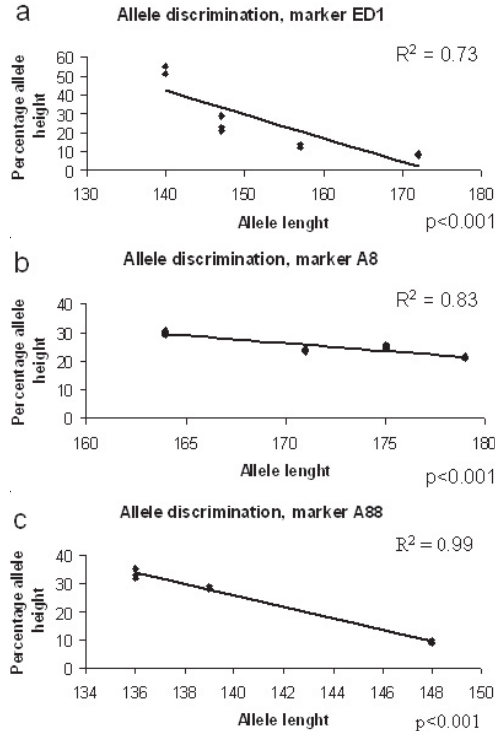 a
Allele discrimination, marker ED1
R² = 0.73
Percentage allele
height
60
50
40
30
20
10
0
130 140 150 160 170 180
Allele lenght
p<0.001
b
Allele discrimination, marker A8
R² = 0.83
Percentage allele
height
40
30
20
10
0
160 165 170 175 180
Allele lenght
p<0.001
c
Allele discrimination, marker A88
R² = 0.99
Percentage allele
height
40
30
20
10
0
134 136 138 140 142 144 146 148 150
Allele lenght
p<0.001